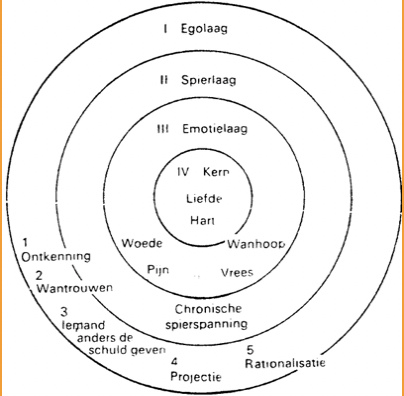 I Egolaag
II Spierlaag
III Emotielaag
IV Kern
Liefde
Hart
Woede Wanhoop
Pijn Vrees
Chronische
spierspanning
1
Ontkenning
2
Wantrouwen
3
Iemand
anders de
schuld geven
4
Projectie
5
Rationalisatie